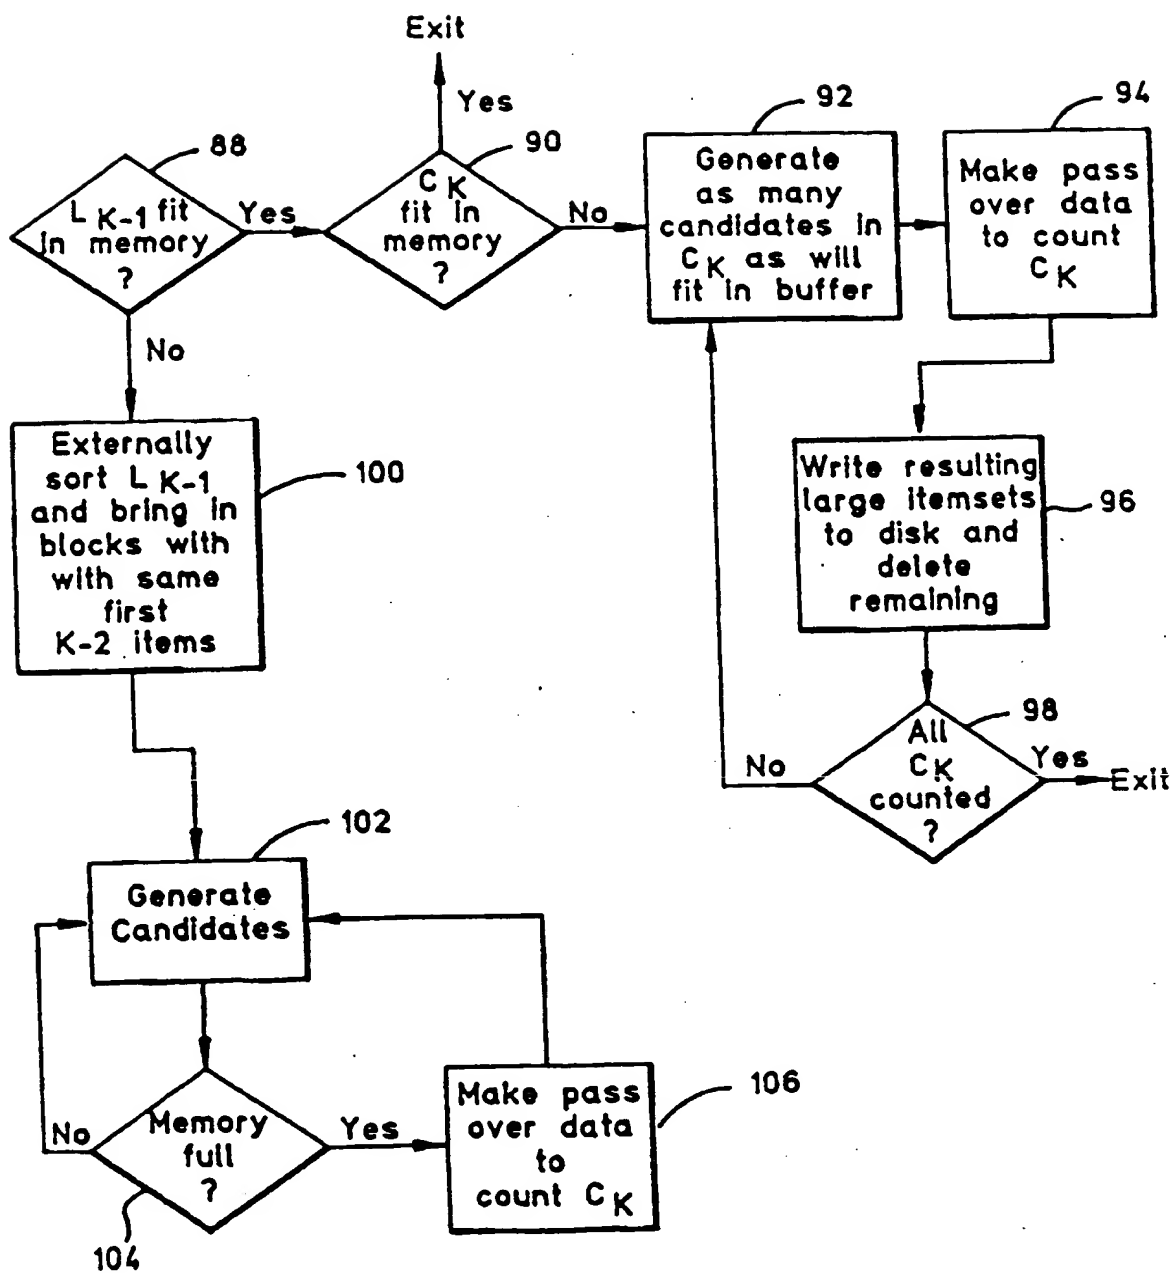 Exit
Yes
88
L K-1 fit
in memory
?
Yes
90
C K
fit in
memory
?
No
92
Generate
as many
candidates in
C K as will
fit in buffer
94
Make pass
over data
to count
C K
No
Externally
sort L K-1
and bring in
blocks with
with same
first
K-2 items
100
Write resulting
large itemsets
to disk and
delete
remaining
96
98
All
C K
counted
?
No
Yes
Exit
102
Generate
Candidates
Memory
full
?
No
Yes
104
Make pass
over data
to
count C K
106